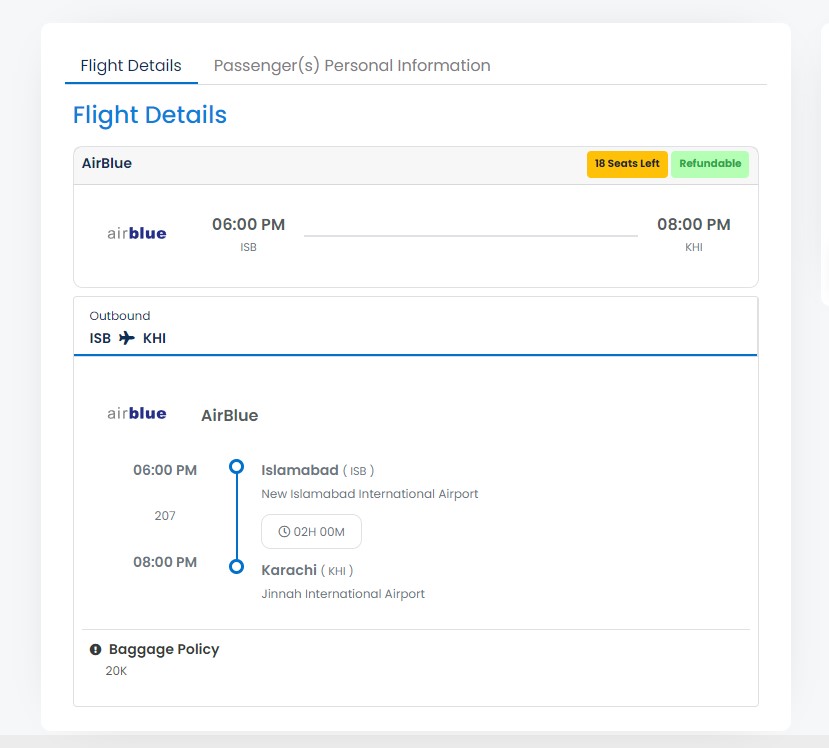 Flight Details Passenger(s) Personal Information
Flight Details
AirBlue 18 Seats Left Refundable
airblue 06:00 PM 08:00 PM
ISB KHI
Outbound
ISB KHI
airblue AirBlue
06:00 PM Islamabad ( ISB )
New Islamabad International Airport
207 02H 00M
08:00 PM Karachi ( KHI )
Jinnah International Airport
Baggage Policy
20K